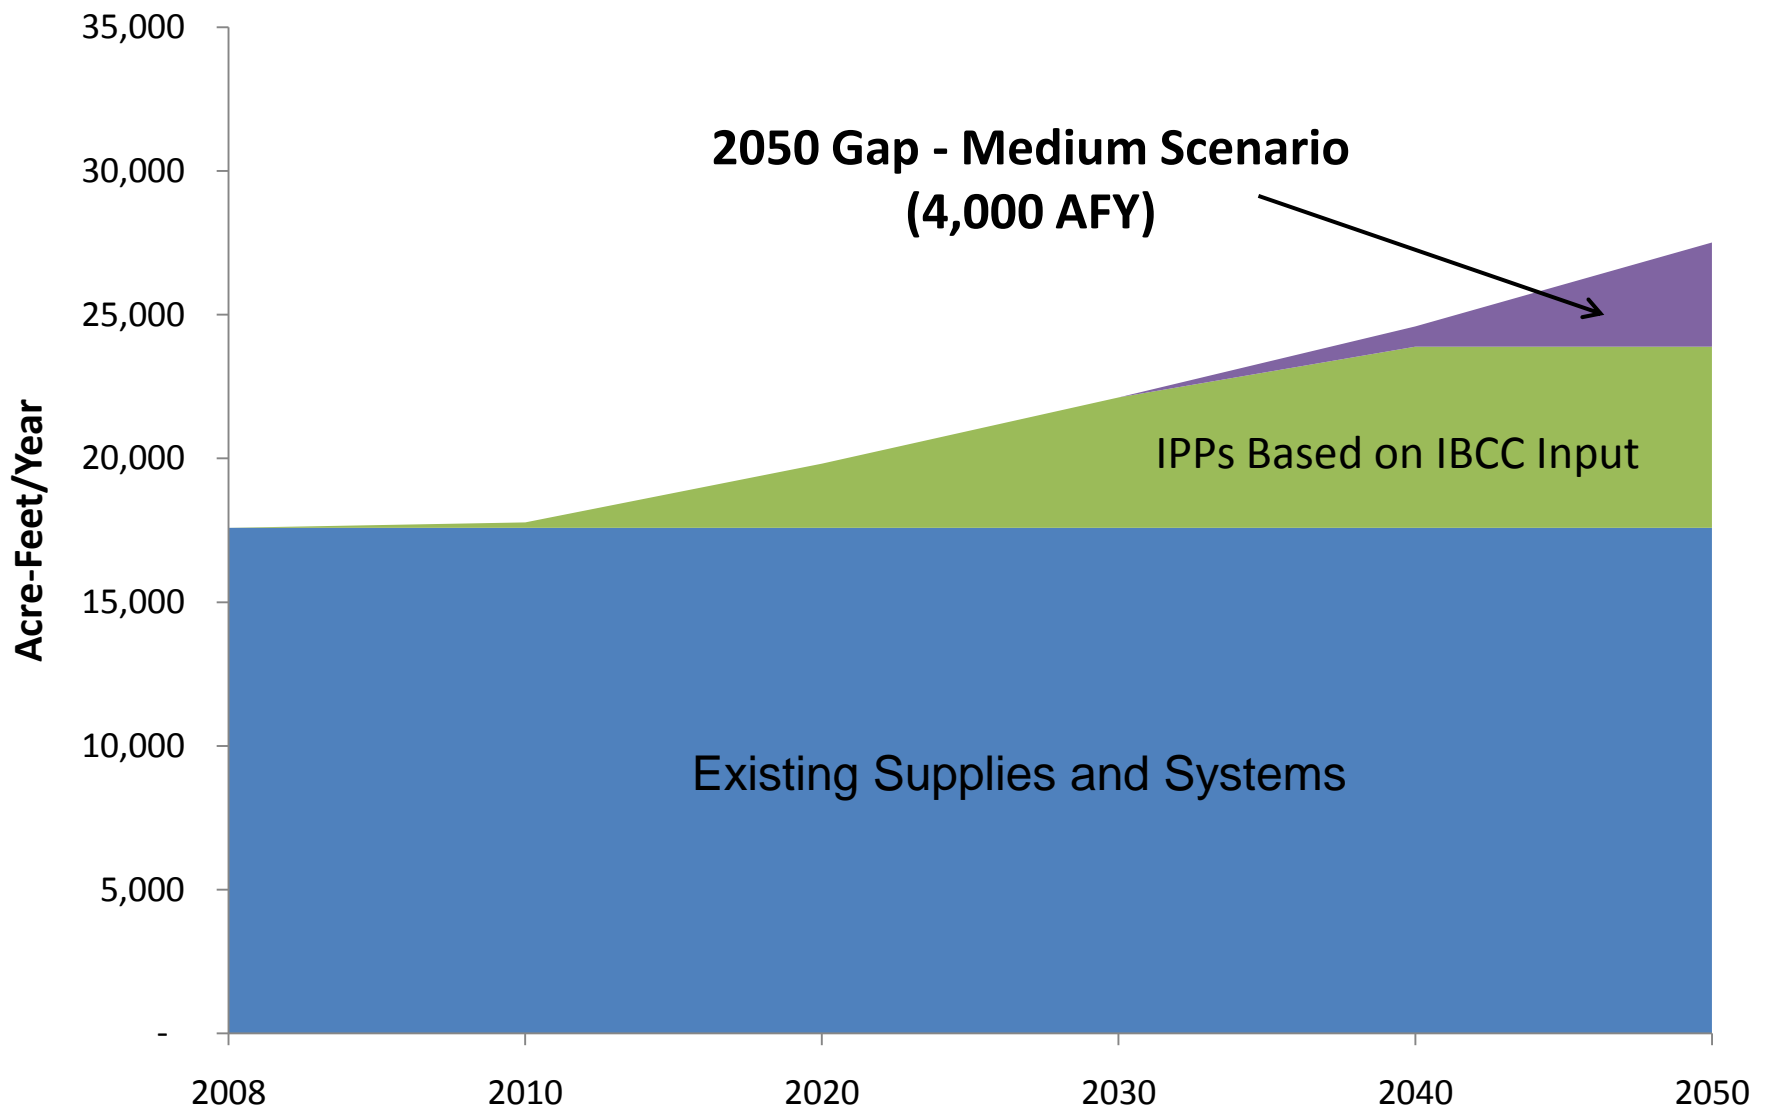 35,000
30,000
25,000
20,000
15,000
10,000
5,000
-
Acre-Feet/Year
2050 Gap - Medium Scenario
(4,000 AFY)
IPPs Based on IBCC Input
Existing Supplies and Systems
2008 2010 2020 2030 2040 2050